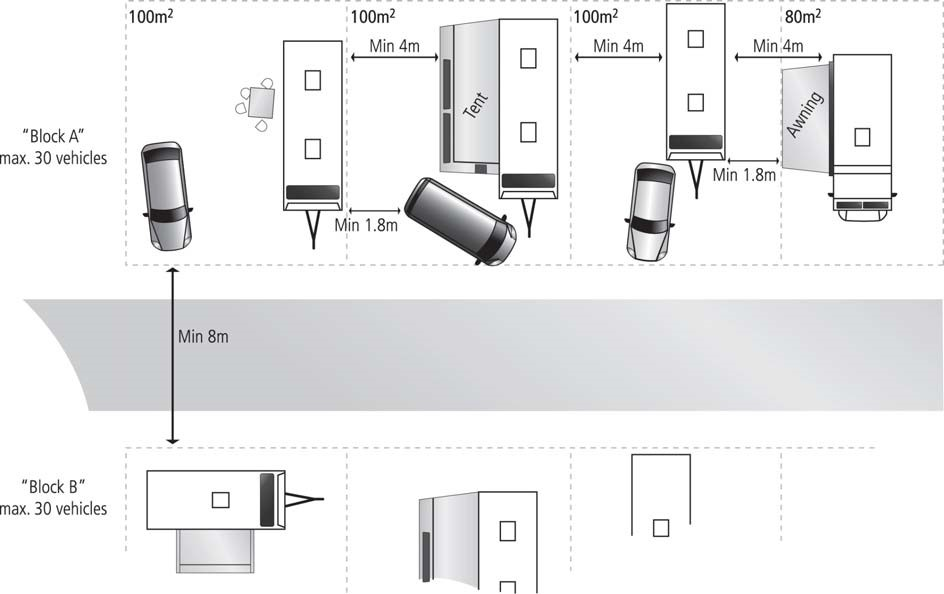 100m²
100m²
100m²
80m²
Min 4m
Min 4m
Min 4m
Tent
Awning
"Block A"
max. 30 vehicles
Min 1.8m
Min 1.8m
Min 8m
"Block B"
max. 30 vehicles